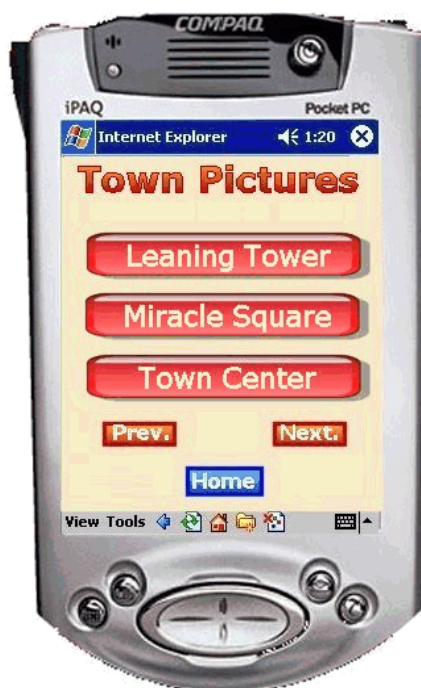 COMPAQ
iPAQ Pocket PC
Internet Explorer 1:20
Town Pictures
Leaning Tower
Miracle Square
Town Center
Prev. Next.
Home
View Tools